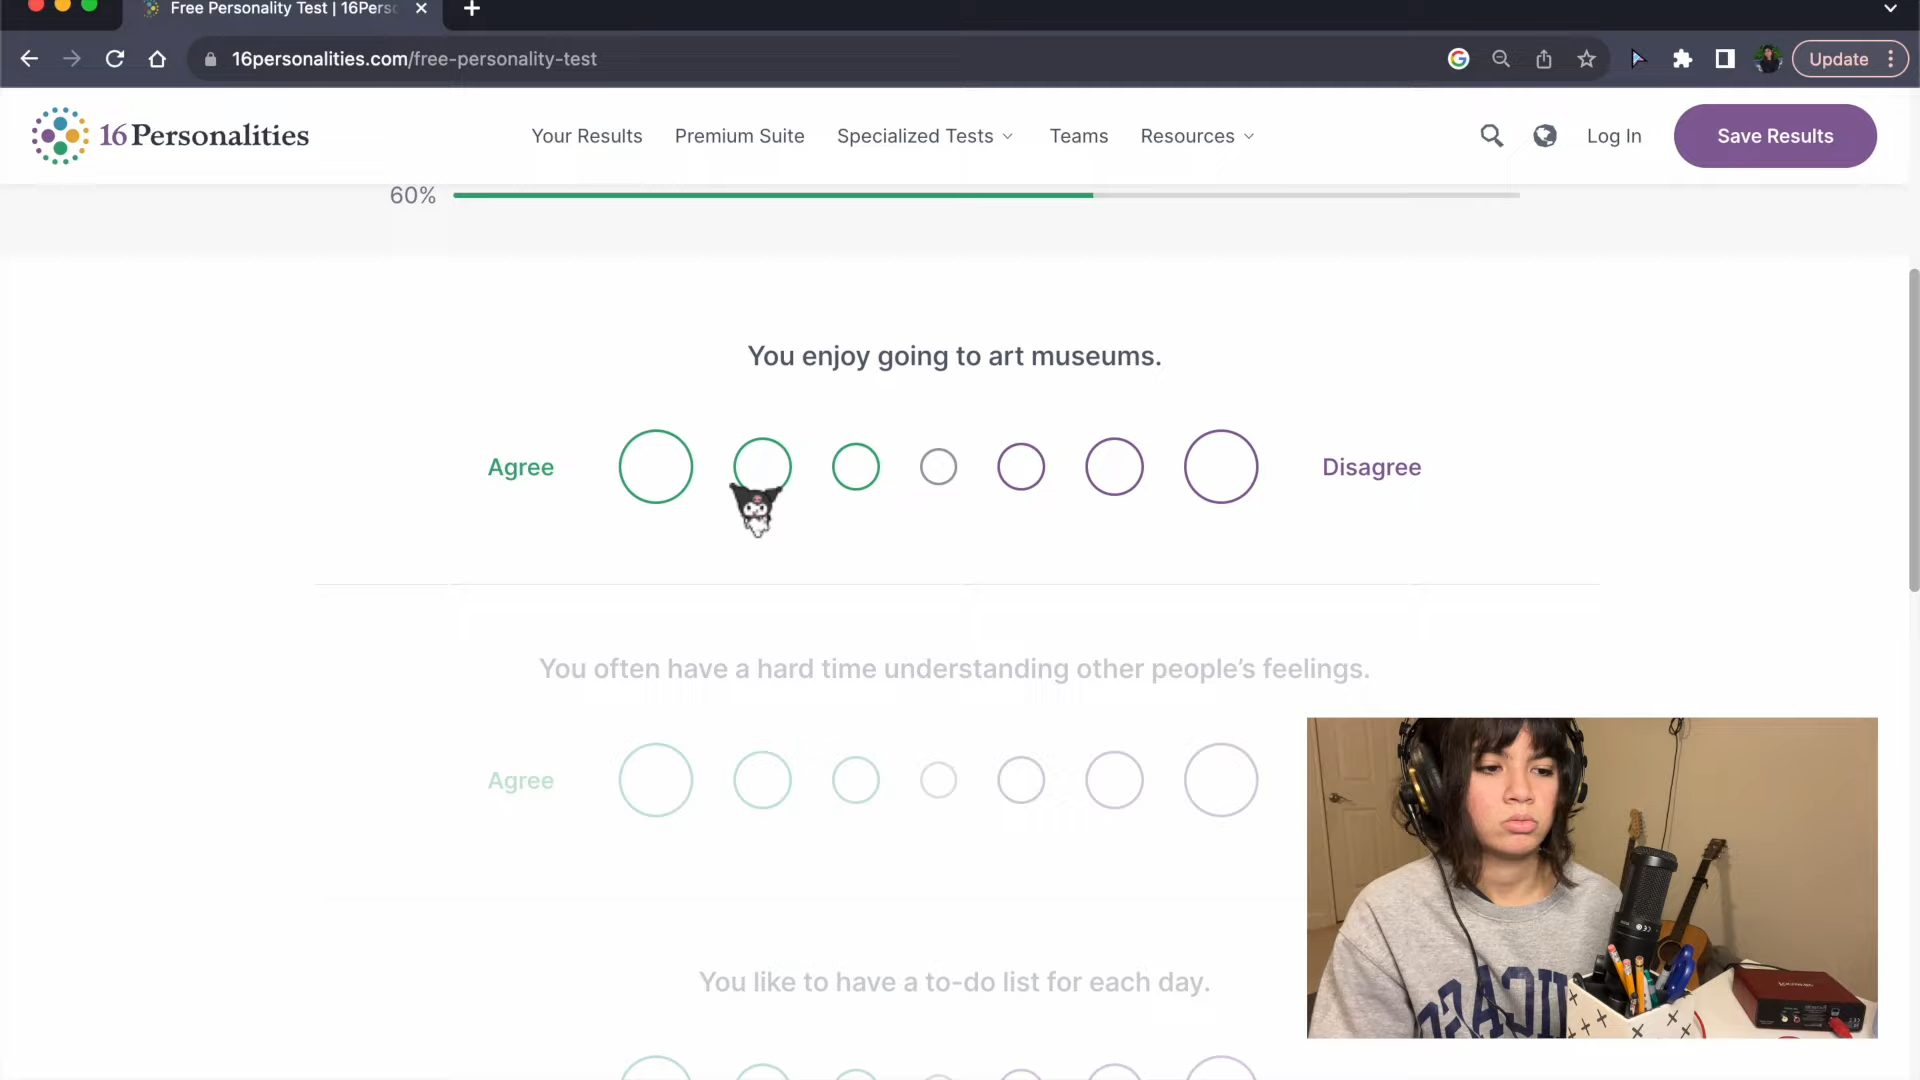 Free Personality Test | 16Pers
16personalities.com/free-personality-test
Update
16Personalities
Your Results
Premium Suite
Specialized Tests
Teams
Resources
Log In
Save Results
60%
You enjoy going to art museums.
Agree
Disagree
You often have a hard time understanding other people's feelings.
Agree
You like to have a to-do list for each day.